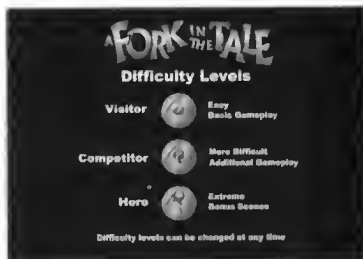 A FORK IN THE TALE
Difficulty Levels
Visitor
Easy
Basic Gameplay
Competitor
More Difficult
Additional Gameplay
Hero
Extreme
Bonus Scenes
Difficulty levels can be changed at any time